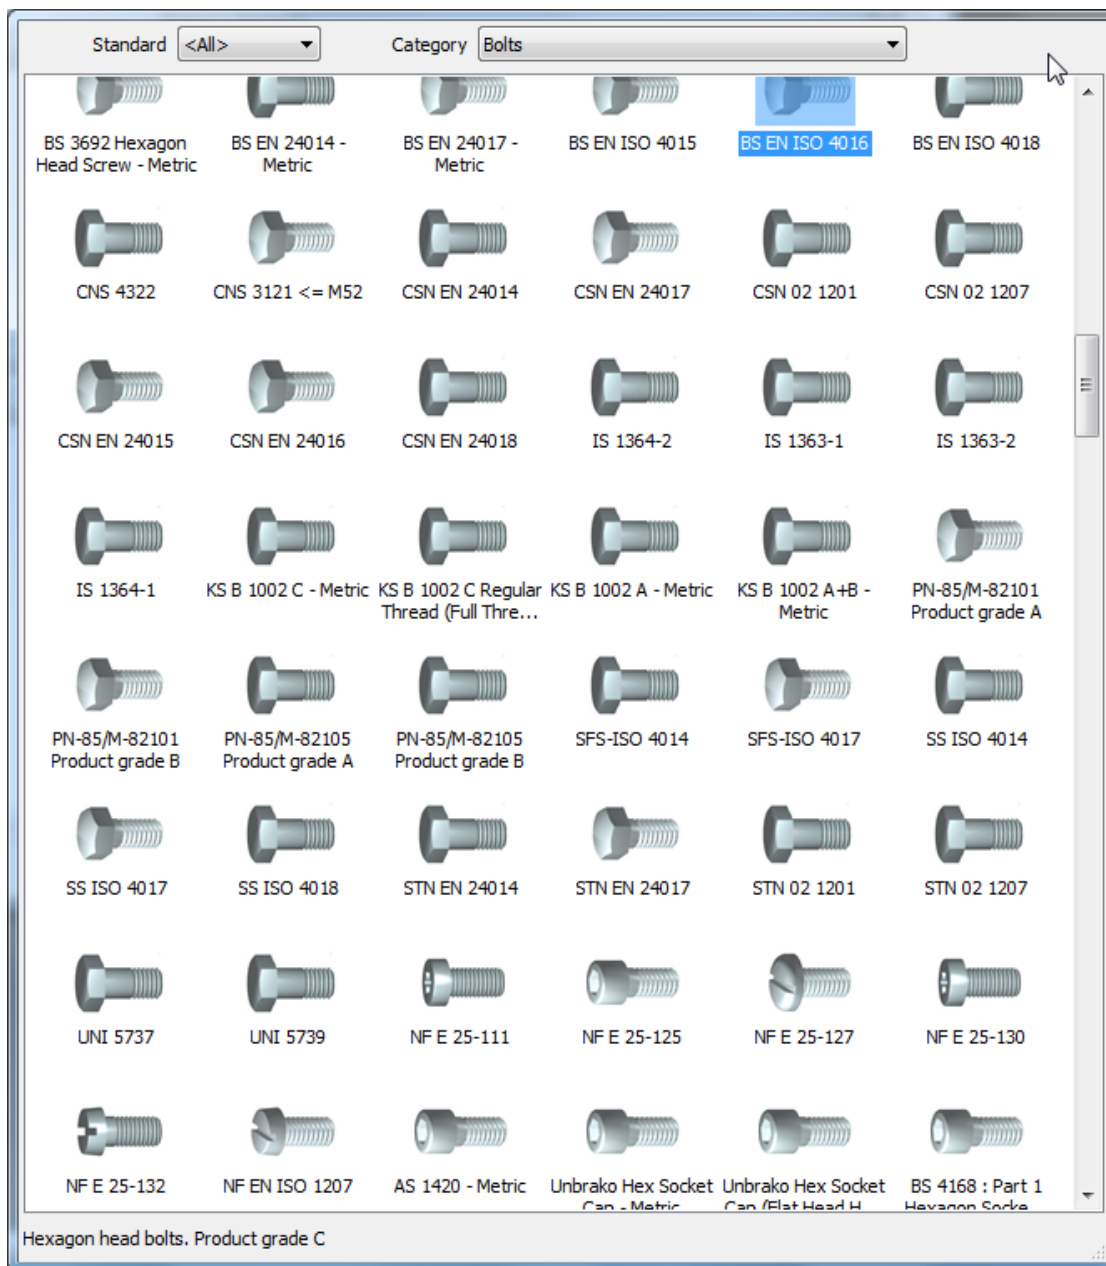 Standard <All> Category Bolts
BS 3692 Hexagon BS EN 24014 - BS EN 24017 - BS EN ISO 4015 BS EN ISO 4016 BS EN ISO 4018
Head Screw - Metric Metric Metric
CNS 4322 CNS 3121 <= M52 CSN EN 24014 CSN EN 24017 CSN 02 1201 CSN 02 1207
CSN EN 24015 CSN EN 24016 CSN EN 24018 IS 1364-2 IS 1363-1 IS 1363-2
IS 1364-1 KS B 1002 C - Metric KS B 1002 C Regular KS B 1002 A - Metric KS B 1002 A+B - PN-85/M-82101
Thread (Full Thre... Metric Product grade A
PN-85/M-82101 PN-85/M-82105 PN-85/M-82105 SFS-ISO 4014 SFS-ISO 4017 SS ISO 4014
Product grade B Product grade A Product grade B
SS ISO 4017 SS ISO 4018 STN EN 24014 STN EN 24017 STN 02 1201 STN 02 1207
UNI 5737 UNI 5739 NF E 25-111 NF E 25-125 NF E 25-127 NF E 25-130
NF E 25-132 NF EN ISO 1207 AS 1420 - Metric Unbrako Hex Socket Unbrako Hex Socket BS 4168 : Part 1
Cap - Metric Cap (Flat Head H... Hexagon Socke...
Hexagon head bolts. Product grade C